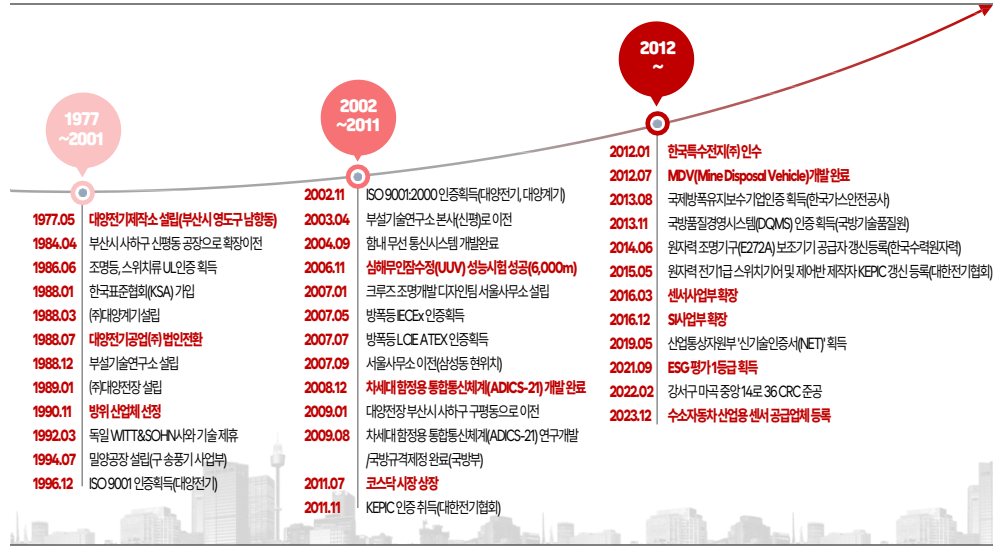 1977
~2001
1977.05 대양전기제작소 설립(부산시 영도구 남항동)
1984.04 부산시 사하구 신평동 공장으로 확장이전
1986.06 조명등, 스위치류 UL인증 획득
1988.01 한국표준협회(KSA) 가입
1988.03 ㈜대양계기설립
1988.07 대양전기공업(주) 법인전환
1988.12 부설기술연구소 설립
1989.01 ㈜대양전장 설립
1990.11 방위 산업체 선정
1992.03 독일 WITT&SOHN사와 기술 제휴
1994.07 밀양공장 설립(구 송풍기 사업부)
1996.12 ISO 9001 인증획득(대양전기)
2002
~2011
2002.11 ISO 9001:2000 인증획득(대양전기, 대양계기)
2003.04 부설기술연구소 본사(신평)로 이전
2004.09 함내 무선 통신시스템 개발완료
2006.11 심해무인잠수정(UUV) 성능시험 성공(6,000m)
2007.01 크루즈 조명개발 디자인팀 서울사무소 설립
2007.05 방폭등 IECEx 인증획득
2007.07 방폭등 LCIE ATEX 인증획득
2007.09 서울사무소 이전(삼성동 현위치)
2008.12 차세대 함정용 통합통신체계(ADICS-21) 개발 완료
2009.01 대양전장 부산시 사하구 구평동으로 이전
2009.08 차세대 함정용 통합통신체계(ADICS-21) 연구개발
/국방규격제정 완료(국방부)
2011.07 코스닥 시장 상장
2011.11 KEPIC 인증 취득(대한전기협회)
2012
~
2012.01 한국특수전지(주) 인수
2012.07 MDV(Mine Disposal Vehicle)개발 완료
2013.08 국제방폭유지보수기업인증 획득(한국가스안전공사)
2013.11 국방품질경영시스템(DQMS) 인증 획득(국방기술품질원)
2014.06 원자력 조명기구(E272A) 보조기기 공급자 갱신등록(한국수력원자력)
2015.05 원자력 전기1급 스위치기어 및 제어반 제작자 KEPIC 갱신 등록(대한전기협회)
2016.03 센서사업부 확장
2016.12 SI사업부 확장
2019.05 산업통상자원부 '신기술인증서(NET)' 획득
2021.09 ESG 평가 1등급 획득
2022.02 강서구 마곡 중앙 14로 36 CRC 준공
2023.12 수소자동차 산업용 센서 공급업체 등록